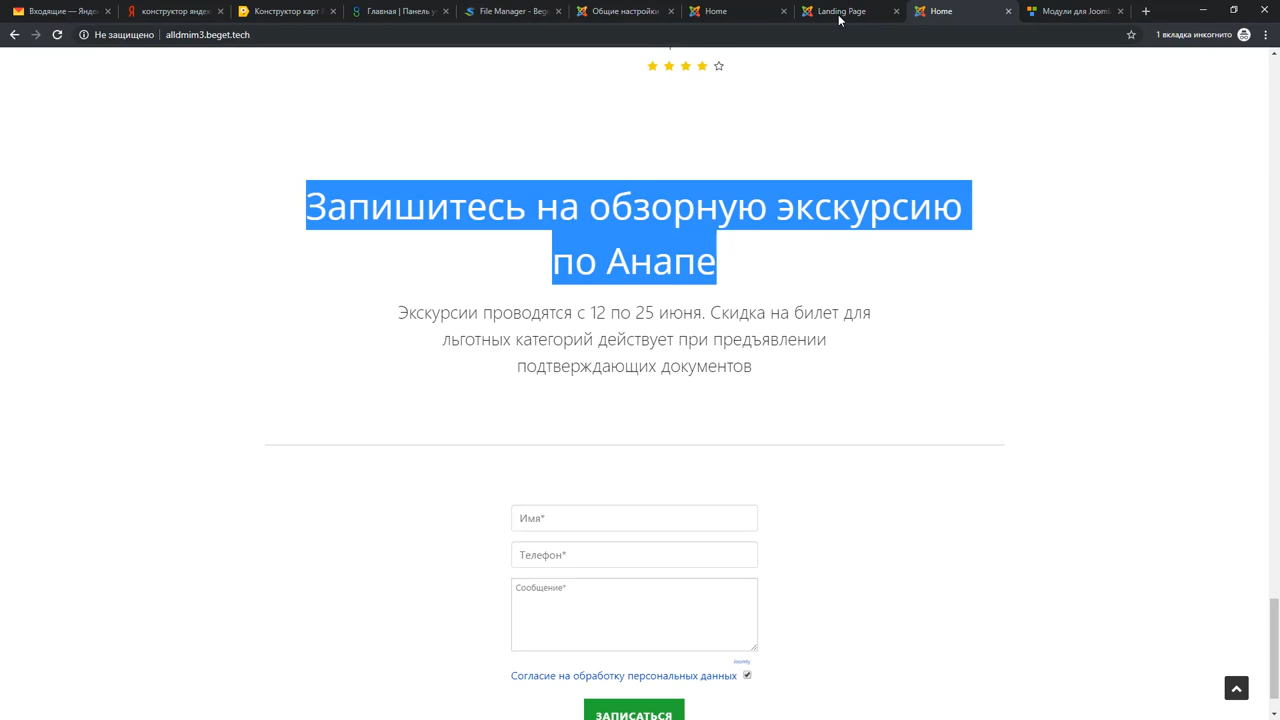 Входящие —
конструктор яндек
Конструктор карт
Главная | Панель у
File Manager - Beg
Общие настройки
Home
Landing Page
Home
Модули для Joomla
Не защищено
alldmim3.beget.tech
1 вкладка инкогнито
Запишитесь на обзорную экскурсию
по Анапе
Экскурсии проводятся с 12 по 25 июня. Скидка на билет для
льготных категорий действует при предъявлении
подтверждающих документов
Имя*
Телефон*
Сообщение*
Joomly
Согласие на обработку персональных данных
ЗАПИСАТЬСЯ